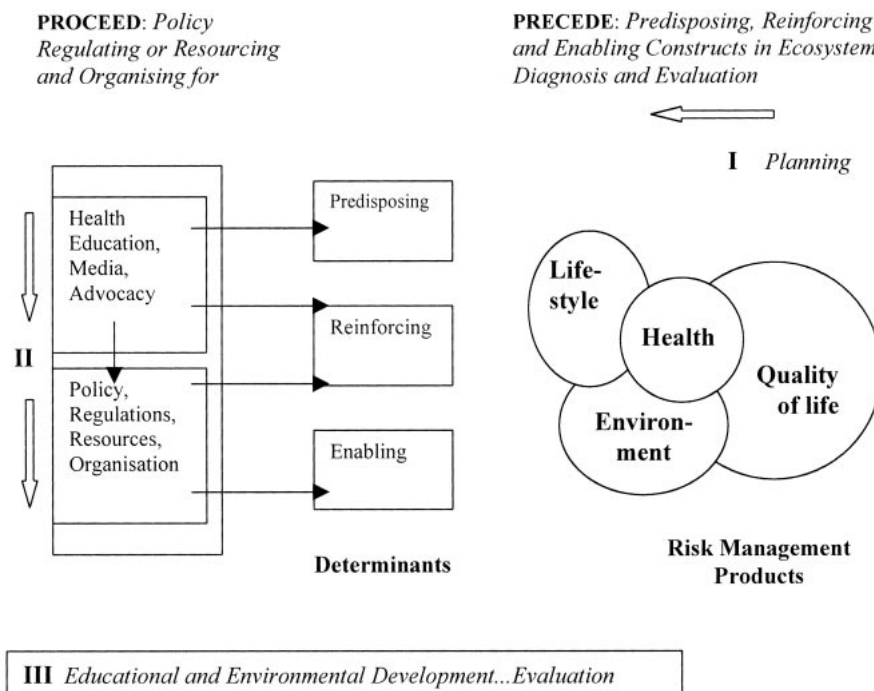 PROCEED: Policy
Regulating or Resourcing
and Organising for
PRECEDE: Predisposing, Reinforcing
and Enabling Constructs in Ecosystem
Diagnosis and Evaluation
I Planning
Health
Education,
Media,
Advocacy
II
Policy,
Regulations,
Resources,
Organisation
Predisposing
Reinforcing
Enabling
Determinants
Life-
style
Health
Quality
of life
Environ-
ment
Risk Management
Products
III Educational and Environmental Development...Evaluation